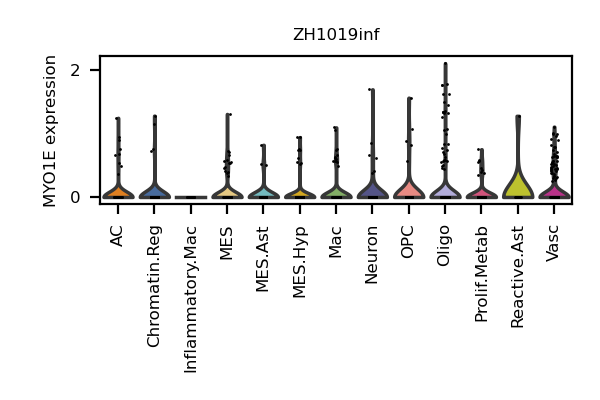 ZH1019inf
MYO1E expression
2
0
AC
Chromatin.Reg
Inflammatory.Mac
MES
MES.Ast
MES.Hyp
Mac
Neuron
OPC
Oligo
Prolif.Metab
Reactive.Ast
Vasc